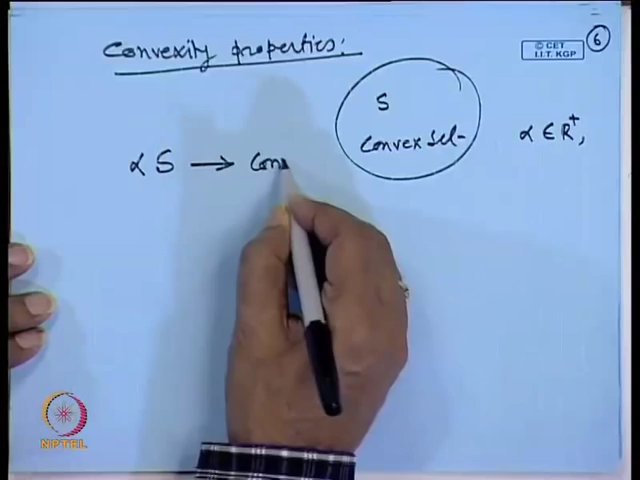 Convexity properties:
© CET
I.I.T. KGP
6
S
Convex Set
α ∈ R⁺,
α S → Con
NPTEL